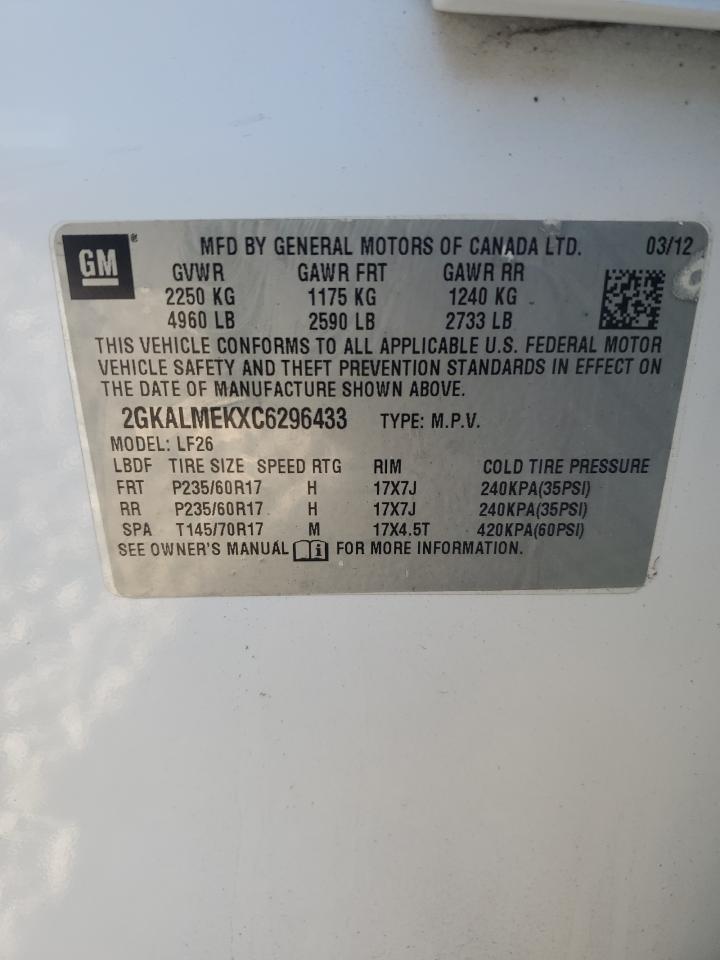 GM® MFD BY GENERAL MOTORS OF CANADA LTD. 03/12
GVWR GAWR FRT GAWR RR
2250 KG 1175 KG 1240 KG
4960 LB 2590 LB 2733 LB
THIS VEHICLE CONFORMS TO ALL APPLICABLE U.S. FEDERAL MOTOR
VEHICLE SAFETY AND THEFT PREVENTION STANDARDS IN EFFECT ON
THE DATE OF MANUFACTURE SHOWN ABOVE.
2GKALMEKXC6296433 TYPE: M.P.V.
MODEL: LF26
LBDF TIRE SIZE SPEED RTG RIM COLD TIRE PRESSURE
FRT P235/60R17 H 17X7J 240KPA(35PSI)
RR P235/60R17 H 17X7J 240KPA(35PSI)
SPA T145/70R17 M 17X4.5T 420KPA(60PSI)
SEE OWNER'S MANUAL i FOR MORE INFORMATION.